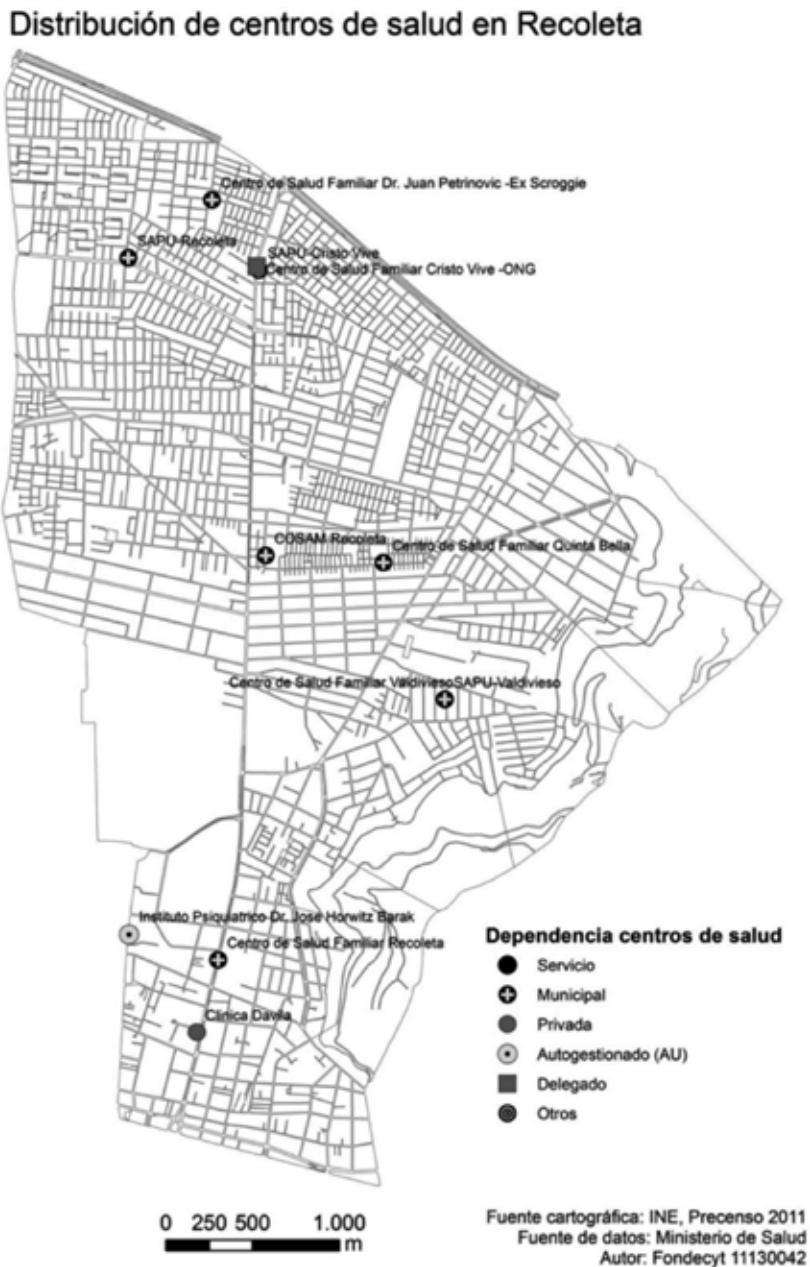 Distribución de centros de salud en Recoleta
Centro de Salud Familiar Dr. Juan Petrinovic -Ex Scroggie
SAPU-Recoleta
SAPU-Cristo Vive
Centro de Salud Familiar Cristo Vive -ONG
COSAM Recoleta
Centro de Salud Familiar Quinta Bella
Centro de Salud Familiar Valdivieso
SAPU-Valdivieso
Instituto Psiquiatrico Dr. José Horwitz Barak
Centro de Salud Familiar Recoleta
Clinica Dávila
Dependencia centros de salud
Servicio
Municipal
Privada
Autogestionado (AU)
Delegado
Otros
0 250 500 1.000
m
Fuente cartográfica: INE, Precenso 2011
Fuente de datos: Ministerio de Salud
Autor: Fondecyt 11130042